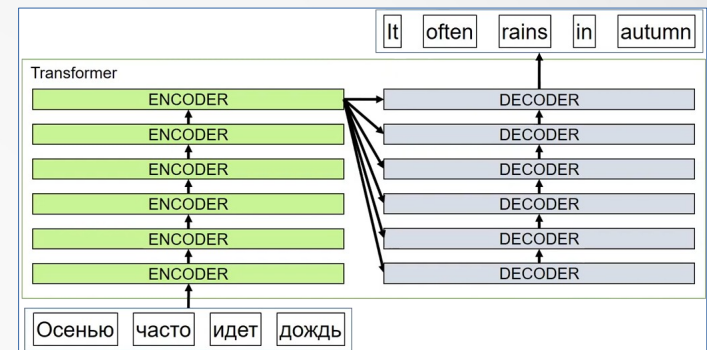 It often rains in autumn
Transformer
ENCODER DECODER
ENCODER DECODER
ENCODER DECODER
ENCODER DECODER
ENCODER DECODER
ENCODER DECODER
Осенью часто идет дождь